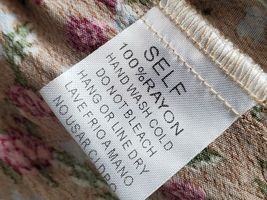 SELF
100%RAYON
HAND WASH COLD
DO NOT BLEACH
HANG OR LINE DRY
LAVE FRIO A MANO
NO USAR CLORO